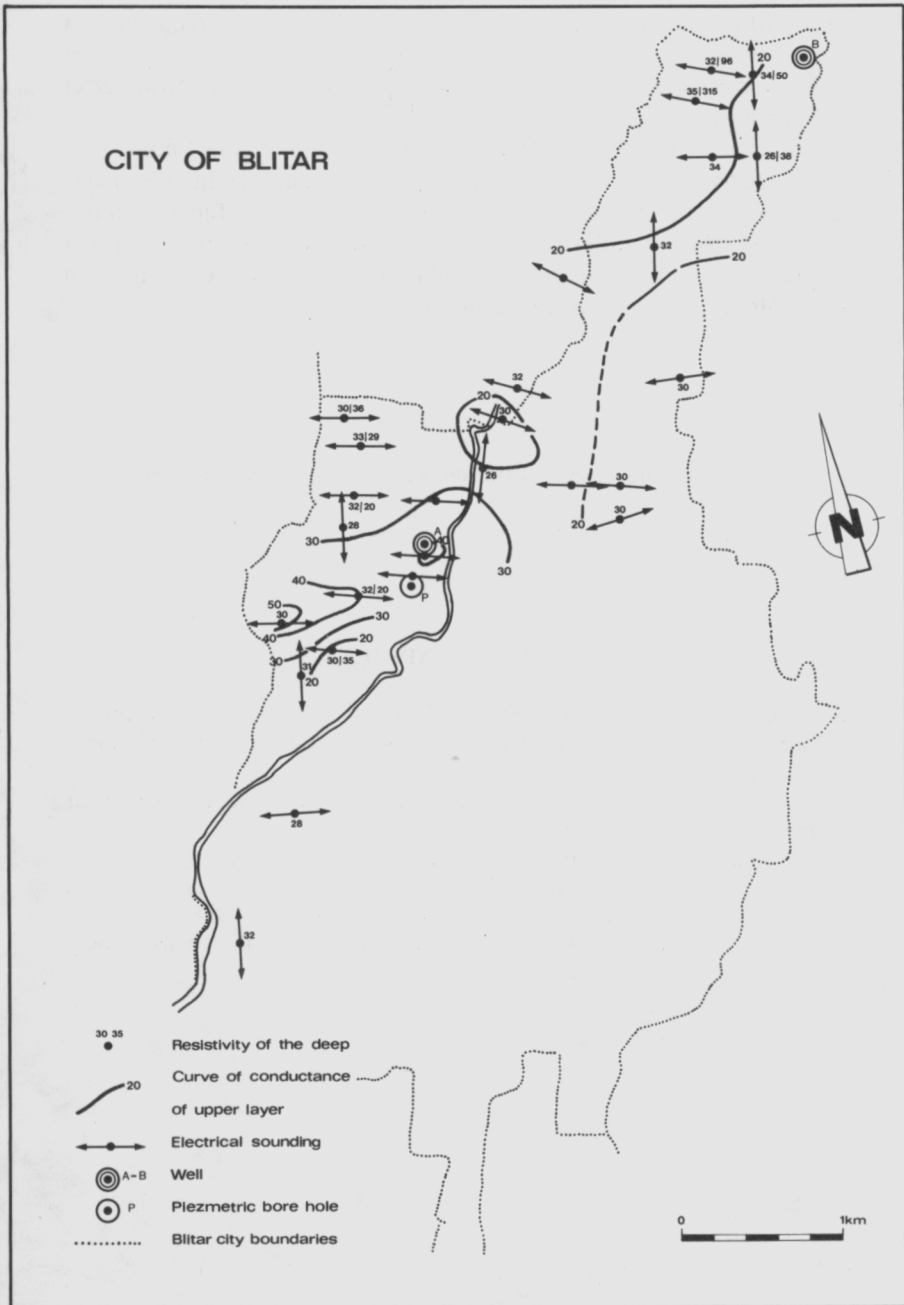 B
32|96
20
34|50
35|315
CITY OF BLITAR
34
26|38
32
20
20
32
30
20
30
30|36
33|29
26
30
32|20
28
30
20
A
40
30
30
40
32|20
P
50
30
30
40
20
30
31
30|35
20
N
28
32
30 35
Resistivity of the deep
20
Curve of conductance
of upper layer
Electrical sounding
A-B
Well
P
Piezmetric bore hole
Blitar city boundaries
0
1km